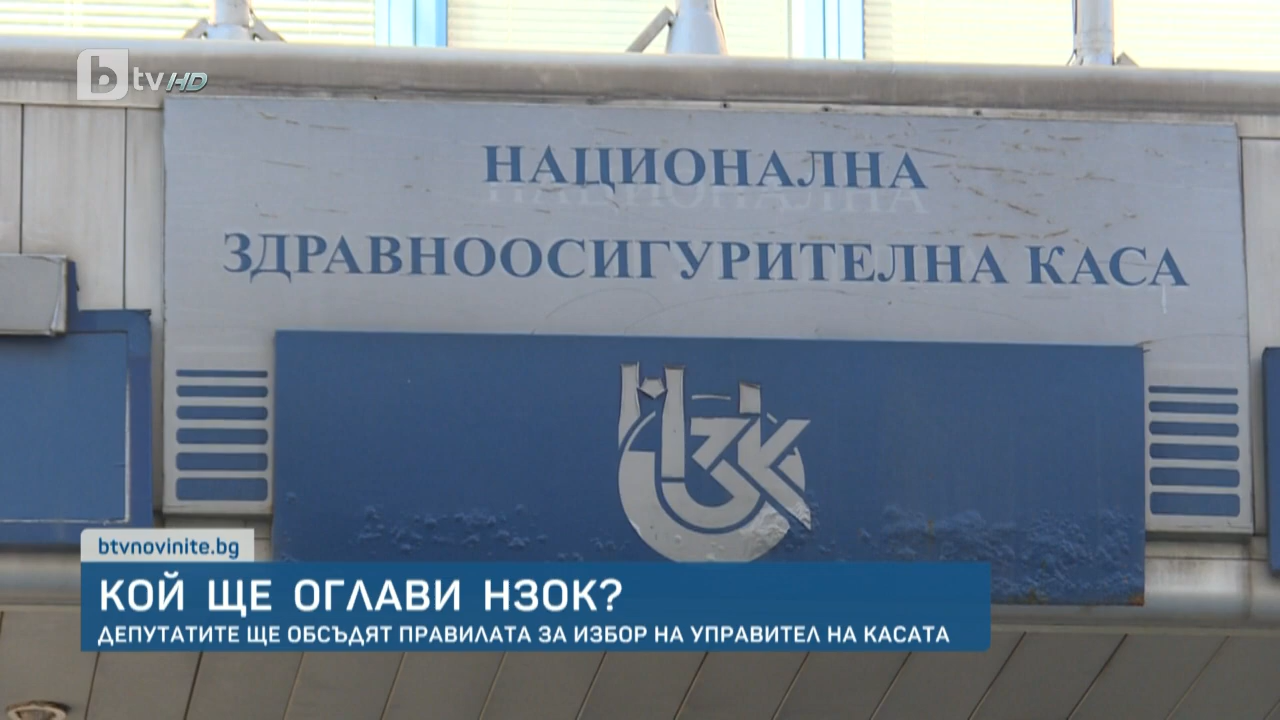 btv HD
НАЦИОНАЛНА
ЗДРАВНООСИГУРИТЕЛНА КАСА
НЗОК
btvnovinite.bg
КОЙ ЩЕ ОГЛАВИ НЗОК?
ДЕПУТАТИТЕ ЩЕ ОБСЪДЯТ ПРАВИЛАТА ЗА ИЗБОР НА УПРАВИТЕЛ НА КАСАТА